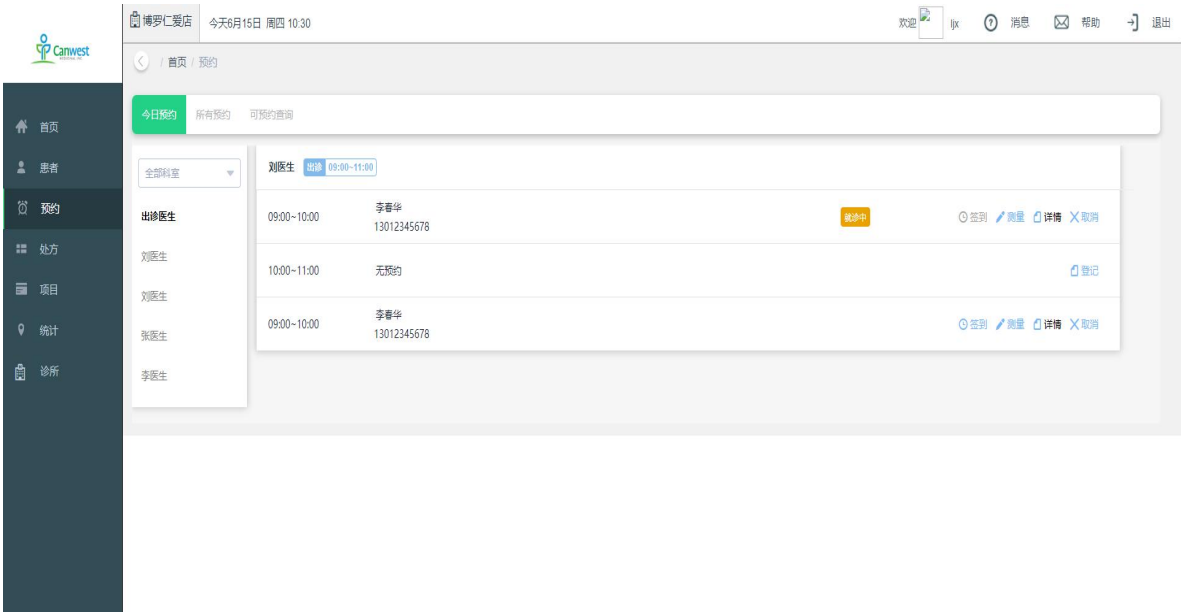 博罗仁爱店 今天6月15日 周四 10:30 欢迎 ljx 消息 帮助 退出
Canwest
首页 / 预约
今日预约 所有预约 可预约查询
首页
患者
预约
处方
项目
统计
诊所
全部科室
出诊医生
刘医生
刘医生
张医生
李医生
刘医生 出诊 09:00~11:00
09:00~10:00 李春华 就诊中 签到 测量 详情 取消
13012345678
10:00~11:00 无预约 登记
09:00~10:00 李春华 签到 测量 详情 取消
13012345678